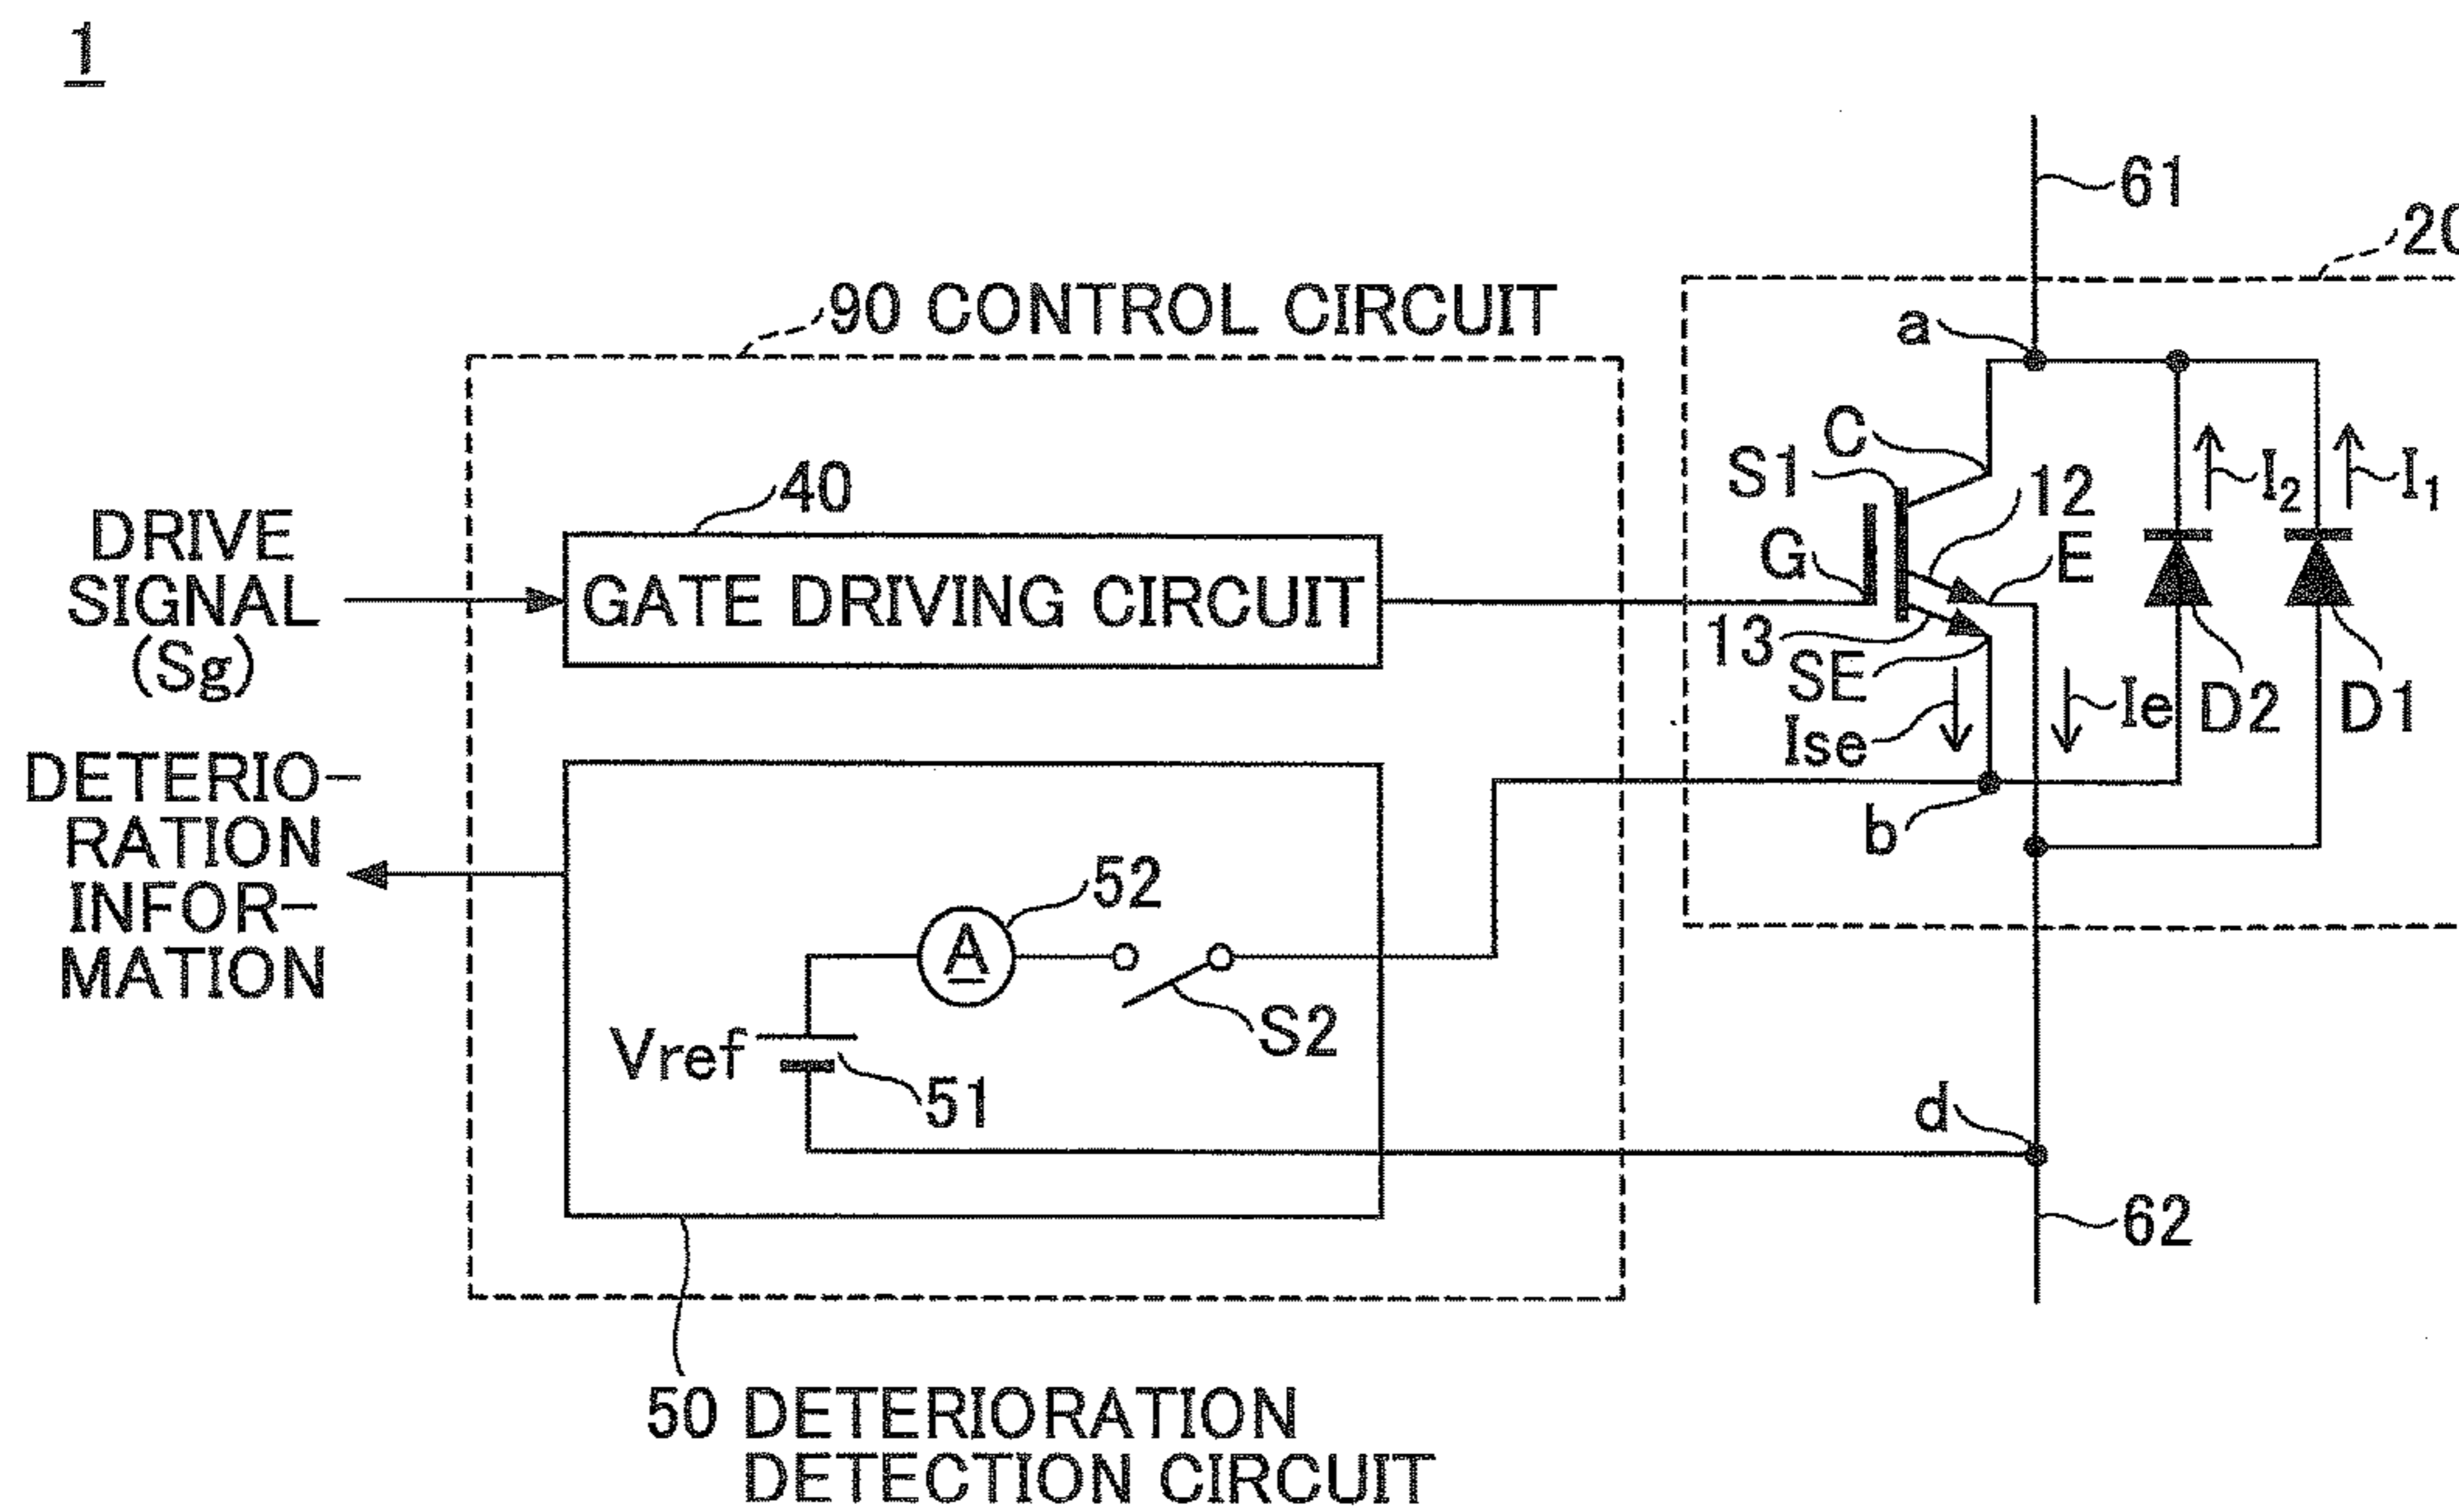 1
61
20
90 CONTROL CIRCUIT
a
C
S1
40
12
I2
I1
DRIVE
SIGNAL
(Sg)
GATE DRIVING CIRCUIT
G
E
13
SE
Ise
Ie
D2
D1
DETERIO-
RATION
INFOR-
MATION
b
52
A
S2
Vref
51
d
62
50 DETERIORATION
DETECTION CIRCUIT